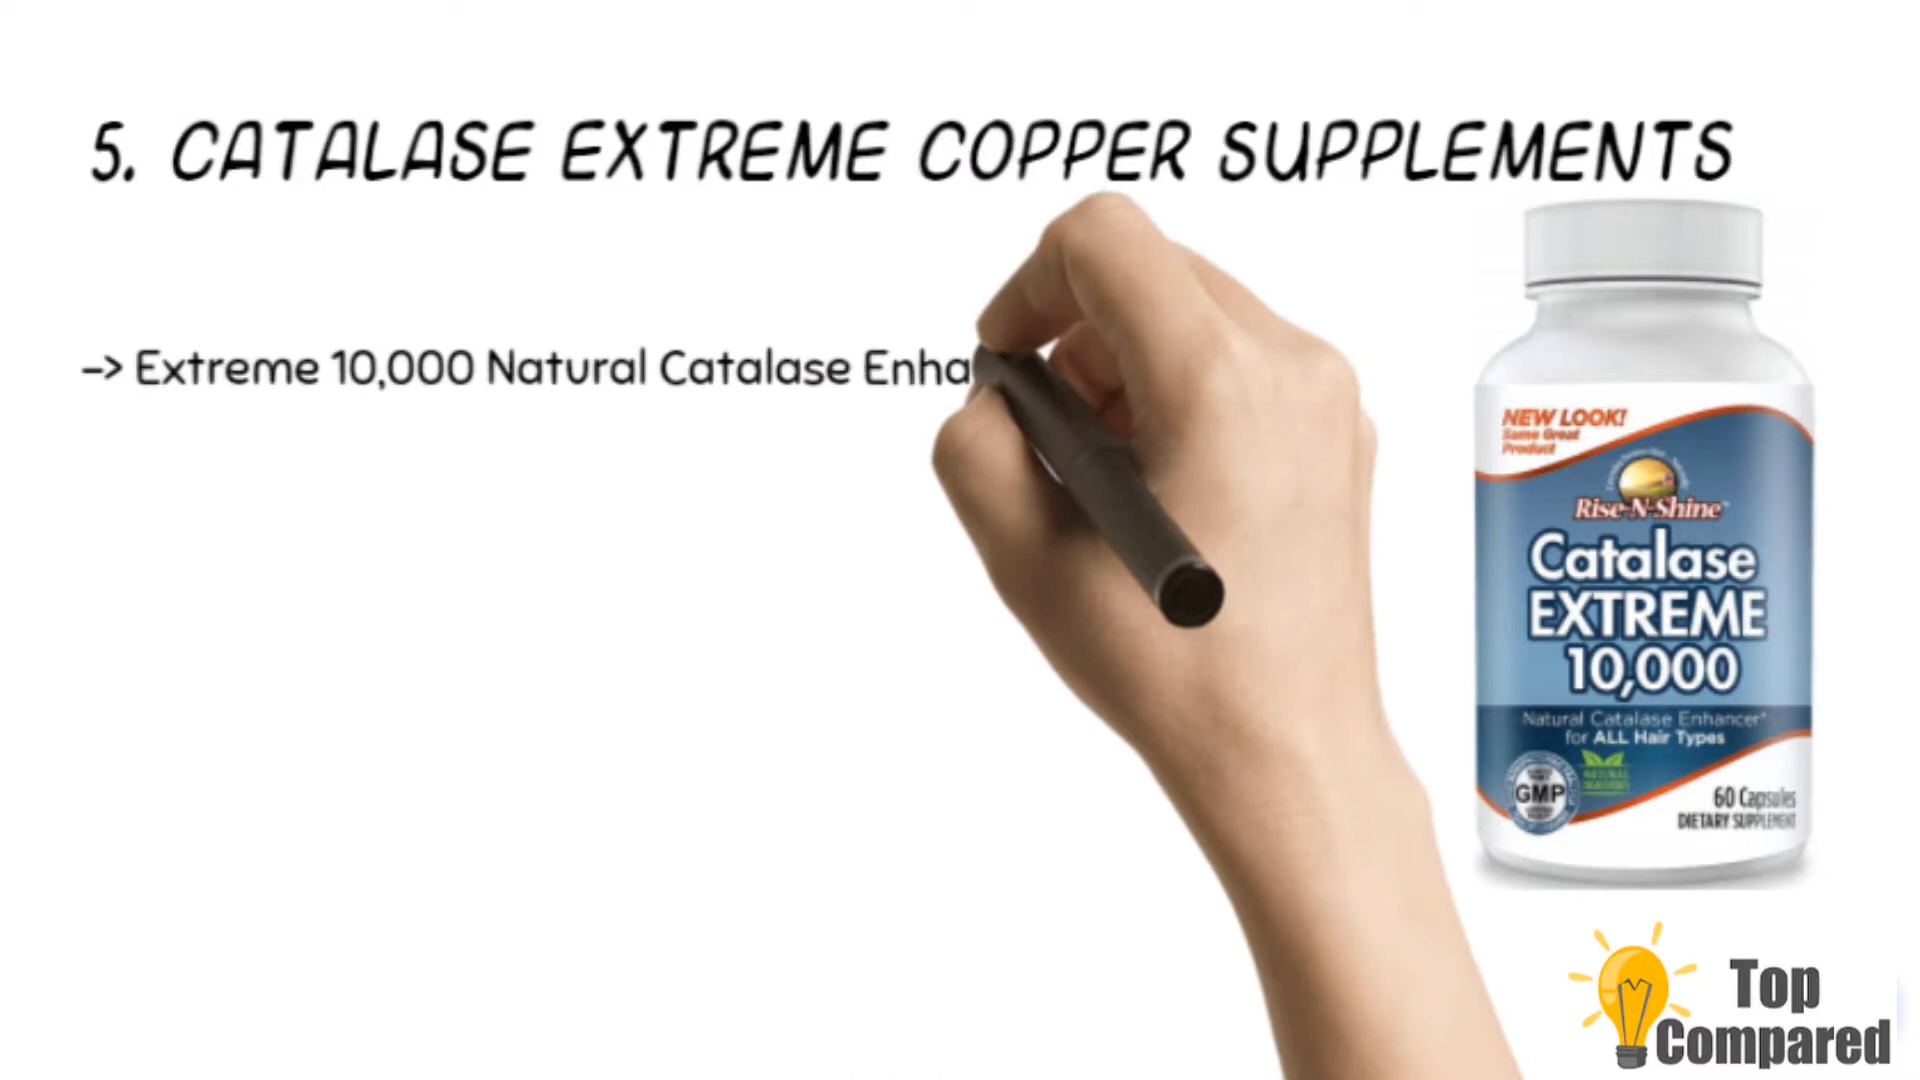 5. CATALASE EXTREME COPPER SUPPLEMENTS
-> Extreme 10,000 Natural Catalase Enha
NEW LOOK!
Same Great
Product
Rise-N-Shine
Catalase
EXTREME
10,000
Natural Catalase Enhancer*
for ALL Hair Types
GMP
NATURAL
60 Capsules
DIETARY SUPPLEMENT
Top
Compared